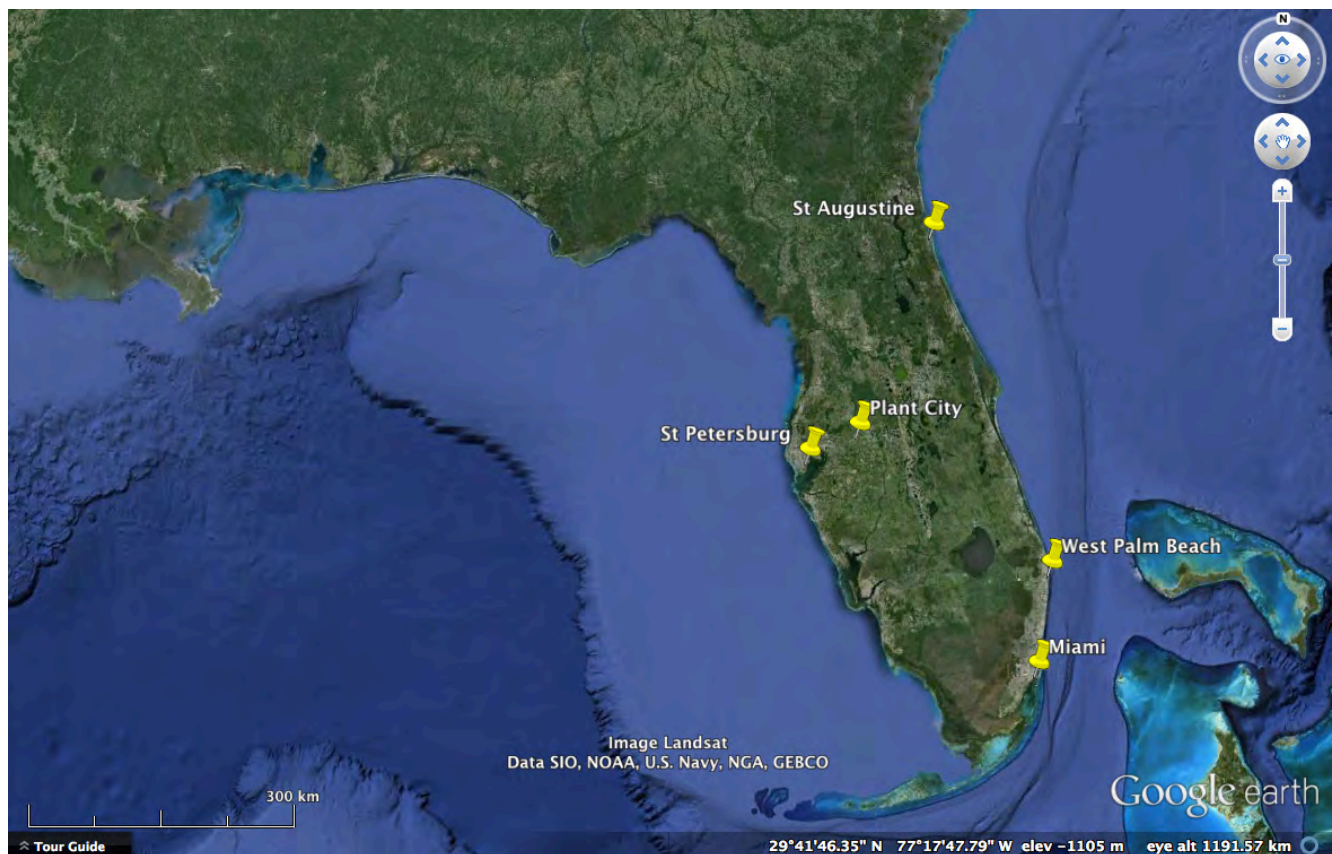 N
St Augustine
Plant City
St Petersburg
West Palm Beach
Miami
Image Landsat
Data SIO, NOAA, U.S. Navy, NGA, GEBCO
300 km
Google earth
Tour Guide
29°41'46.35" N 77°17'47.79" W elev -1105 m eye alt 1191.57 km